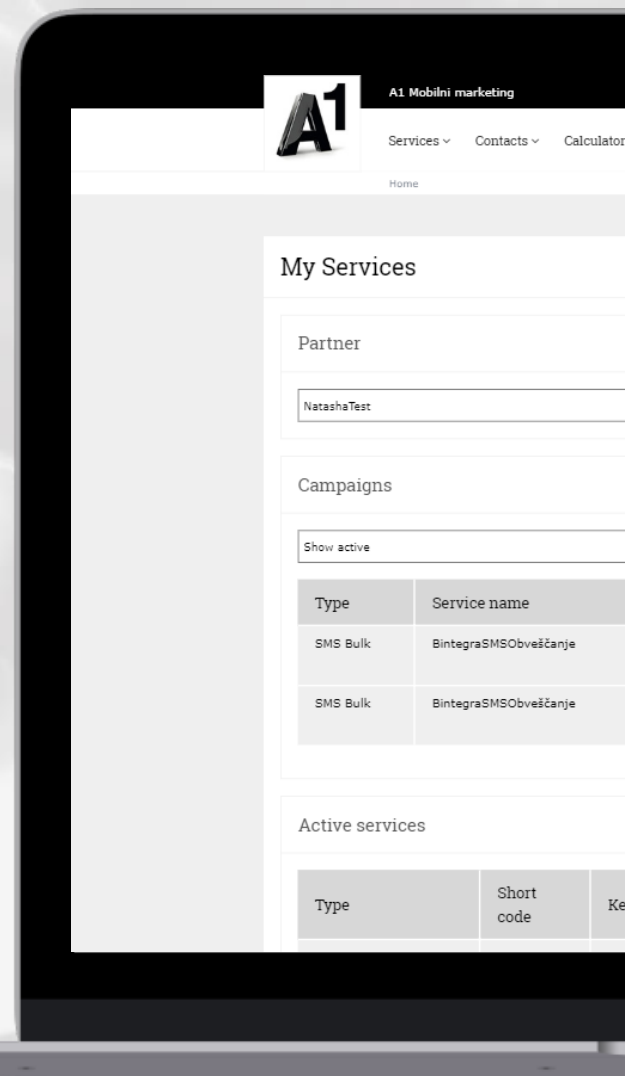 A1
A1 Mobilni marketing
Services
Contacts
Calculator
Home
My Services
Partner
NatashaTest
Campaigns
Show active
Type Service name
SMS Bulk BintegraSMSObveščanje
SMS Bulk BintegraSMSObveščanje
Active services
Type Short code Ke